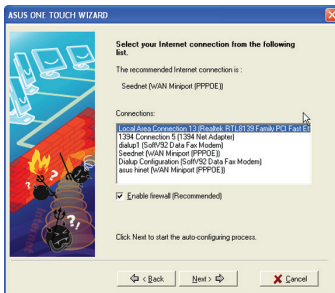 ASUS ONE TOUCH WIZARD
Select your Internet connection from the following
list.
The recommended Internet connection is :
Seednet (WAN Miniport (PPPOE))
Connections:
Local Area Connection 13 (Realtek RTL8139 Family PCI Fast Et
1394 Connection 5 (1394 Net Adapter)
dialup1 (SoftV92 Data Fax Modem)
Seednet (WAN Miniport (PPPOE))
Dialup Configuration (SoftV92 Data Fax Modem)
asus hinet (WAN Miniport (PPPOE))
Enable firewall (Recommended)
Click Next to start the auto-configuring process.
< Back
Next >
Cancel